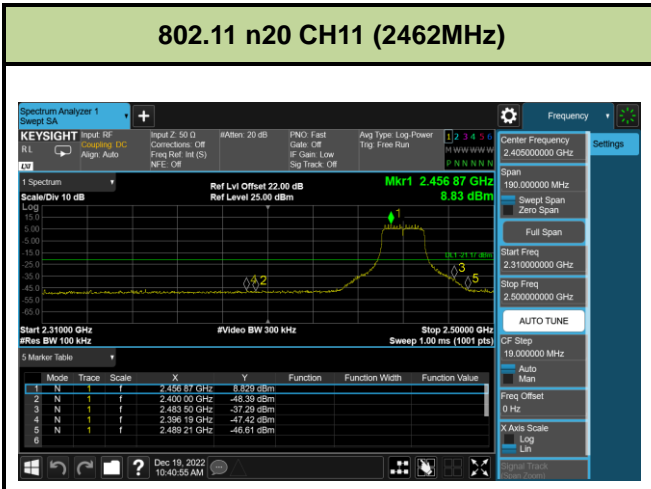 802.11 n20 CH11 (2462MHz)
Spectrum Analyzer 1
Swept SA
+
Frequency
KEYSIGHT Input: RF Input Z: 50 Ω #Atten: 20 dB PNO: Fast Avg Type: Log-Power 1 2 3 4 5 6
RL Coupling: DC Corrections: Off Gate: Off Trig: Free Run M W W W W W
Align: Auto Freq Ref: Int (S) IF Gain: Low
LXI NFE: Off Sig Track: Off P N N N N N
1 Spectrum
Ref Lvl Offset 22.00 dB Mkr1 2.456 87 GHz
Scale/Div 10 dB Ref Level 25.00 dBm 8.83 dBm
Log
15.0
5.00
-5.00
-15.0
-25.0
-35.0
-45.0
-55.0
-65.0
1
DL1 -21.17 dBm
4 2 3 5
Start 2.31000 GHz #Video BW 300 kHz Stop 2.50000 GHz
#Res BW 100 kHz Sweep 1.00 ms (1001 pts)
5 Marker Table
Mode Trace Scale X Y Function Function Width Function Value
1 N 1 f 2.456 87 GHz 8.829 dBm
2 N 1 f 2.400 00 GHz -48.39 dBm
3 N 1 f 2.483 50 GHz -37.29 dBm
4 N 1 f 2.396 19 GHz -47.42 dBm
5 N 1 f 2.489 21 GHz -46.61 dBm
6
Center Frequency
2.405000000 GHz
Settings
Span
190.000000 MHz
Swept Span
Zero Span
Full Span
Start Freq
2.310000000 GHz
Stop Freq
2.500000000 GHz
AUTO TUNE
CF Step
19.000000 MHz
Auto
Man
Freq Offset
0 Hz
X Axis Scale
Log
Lin
Signal Track
(Span Zoom)
? Dec 19, 2022
10:40:55 AM